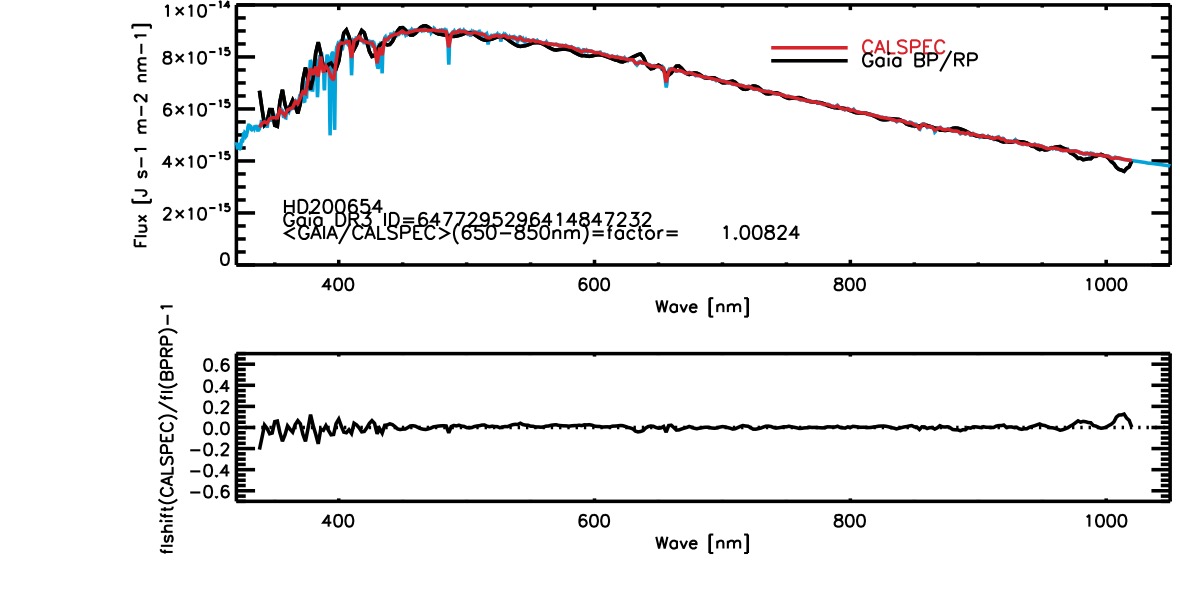 1×10−14
8×10−15
6×10−15
4×10−15
2×10−15
0
Flux [J s−1 m−2 nm−1]
CALSPEC
Gaia BP/RP
HD200654
Gaia DR3 ID=6477295296414847232
<GAIA/CALSPEC>(650−850nm)=factor= 1.00824
400 600 800 1000
Wave [nm]
flshift(CALSPEC)/fl(BPRP)−1
0.6
0.4
0.2
0.0
−0.2
−0.4
−0.6
400 600 800 1000
Wave [nm]